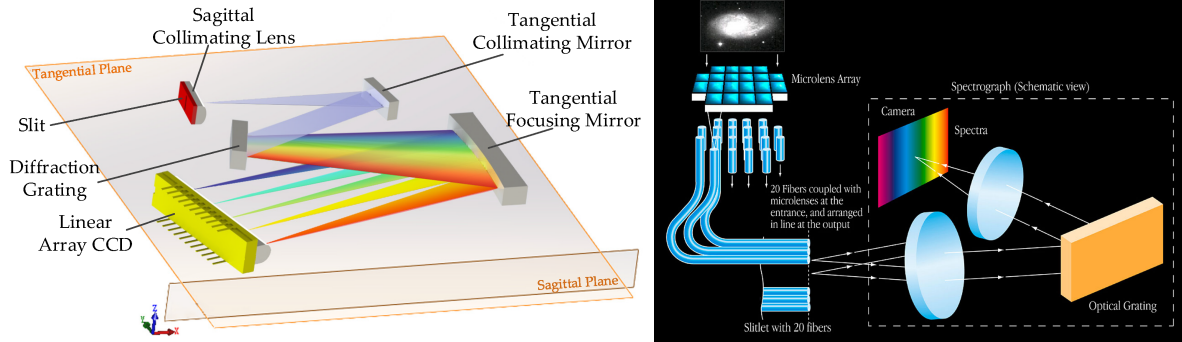 Sagittal
Collimating Lens
Tangential
Collimating Mirror
Tangential Plane
Tangential
Focusing Mirror
Slit
Diffraction
Grating
Linear
Array CCD
Sagittal Plane
Z
Y
X
Microlens Array
Spectrograph (Schematic view)
Camera
Spectra
20 Fibers coupled with
microlenses at the
entrance, and arranged
in line at the output
Optical Grating
Slitlet with 20 fibers